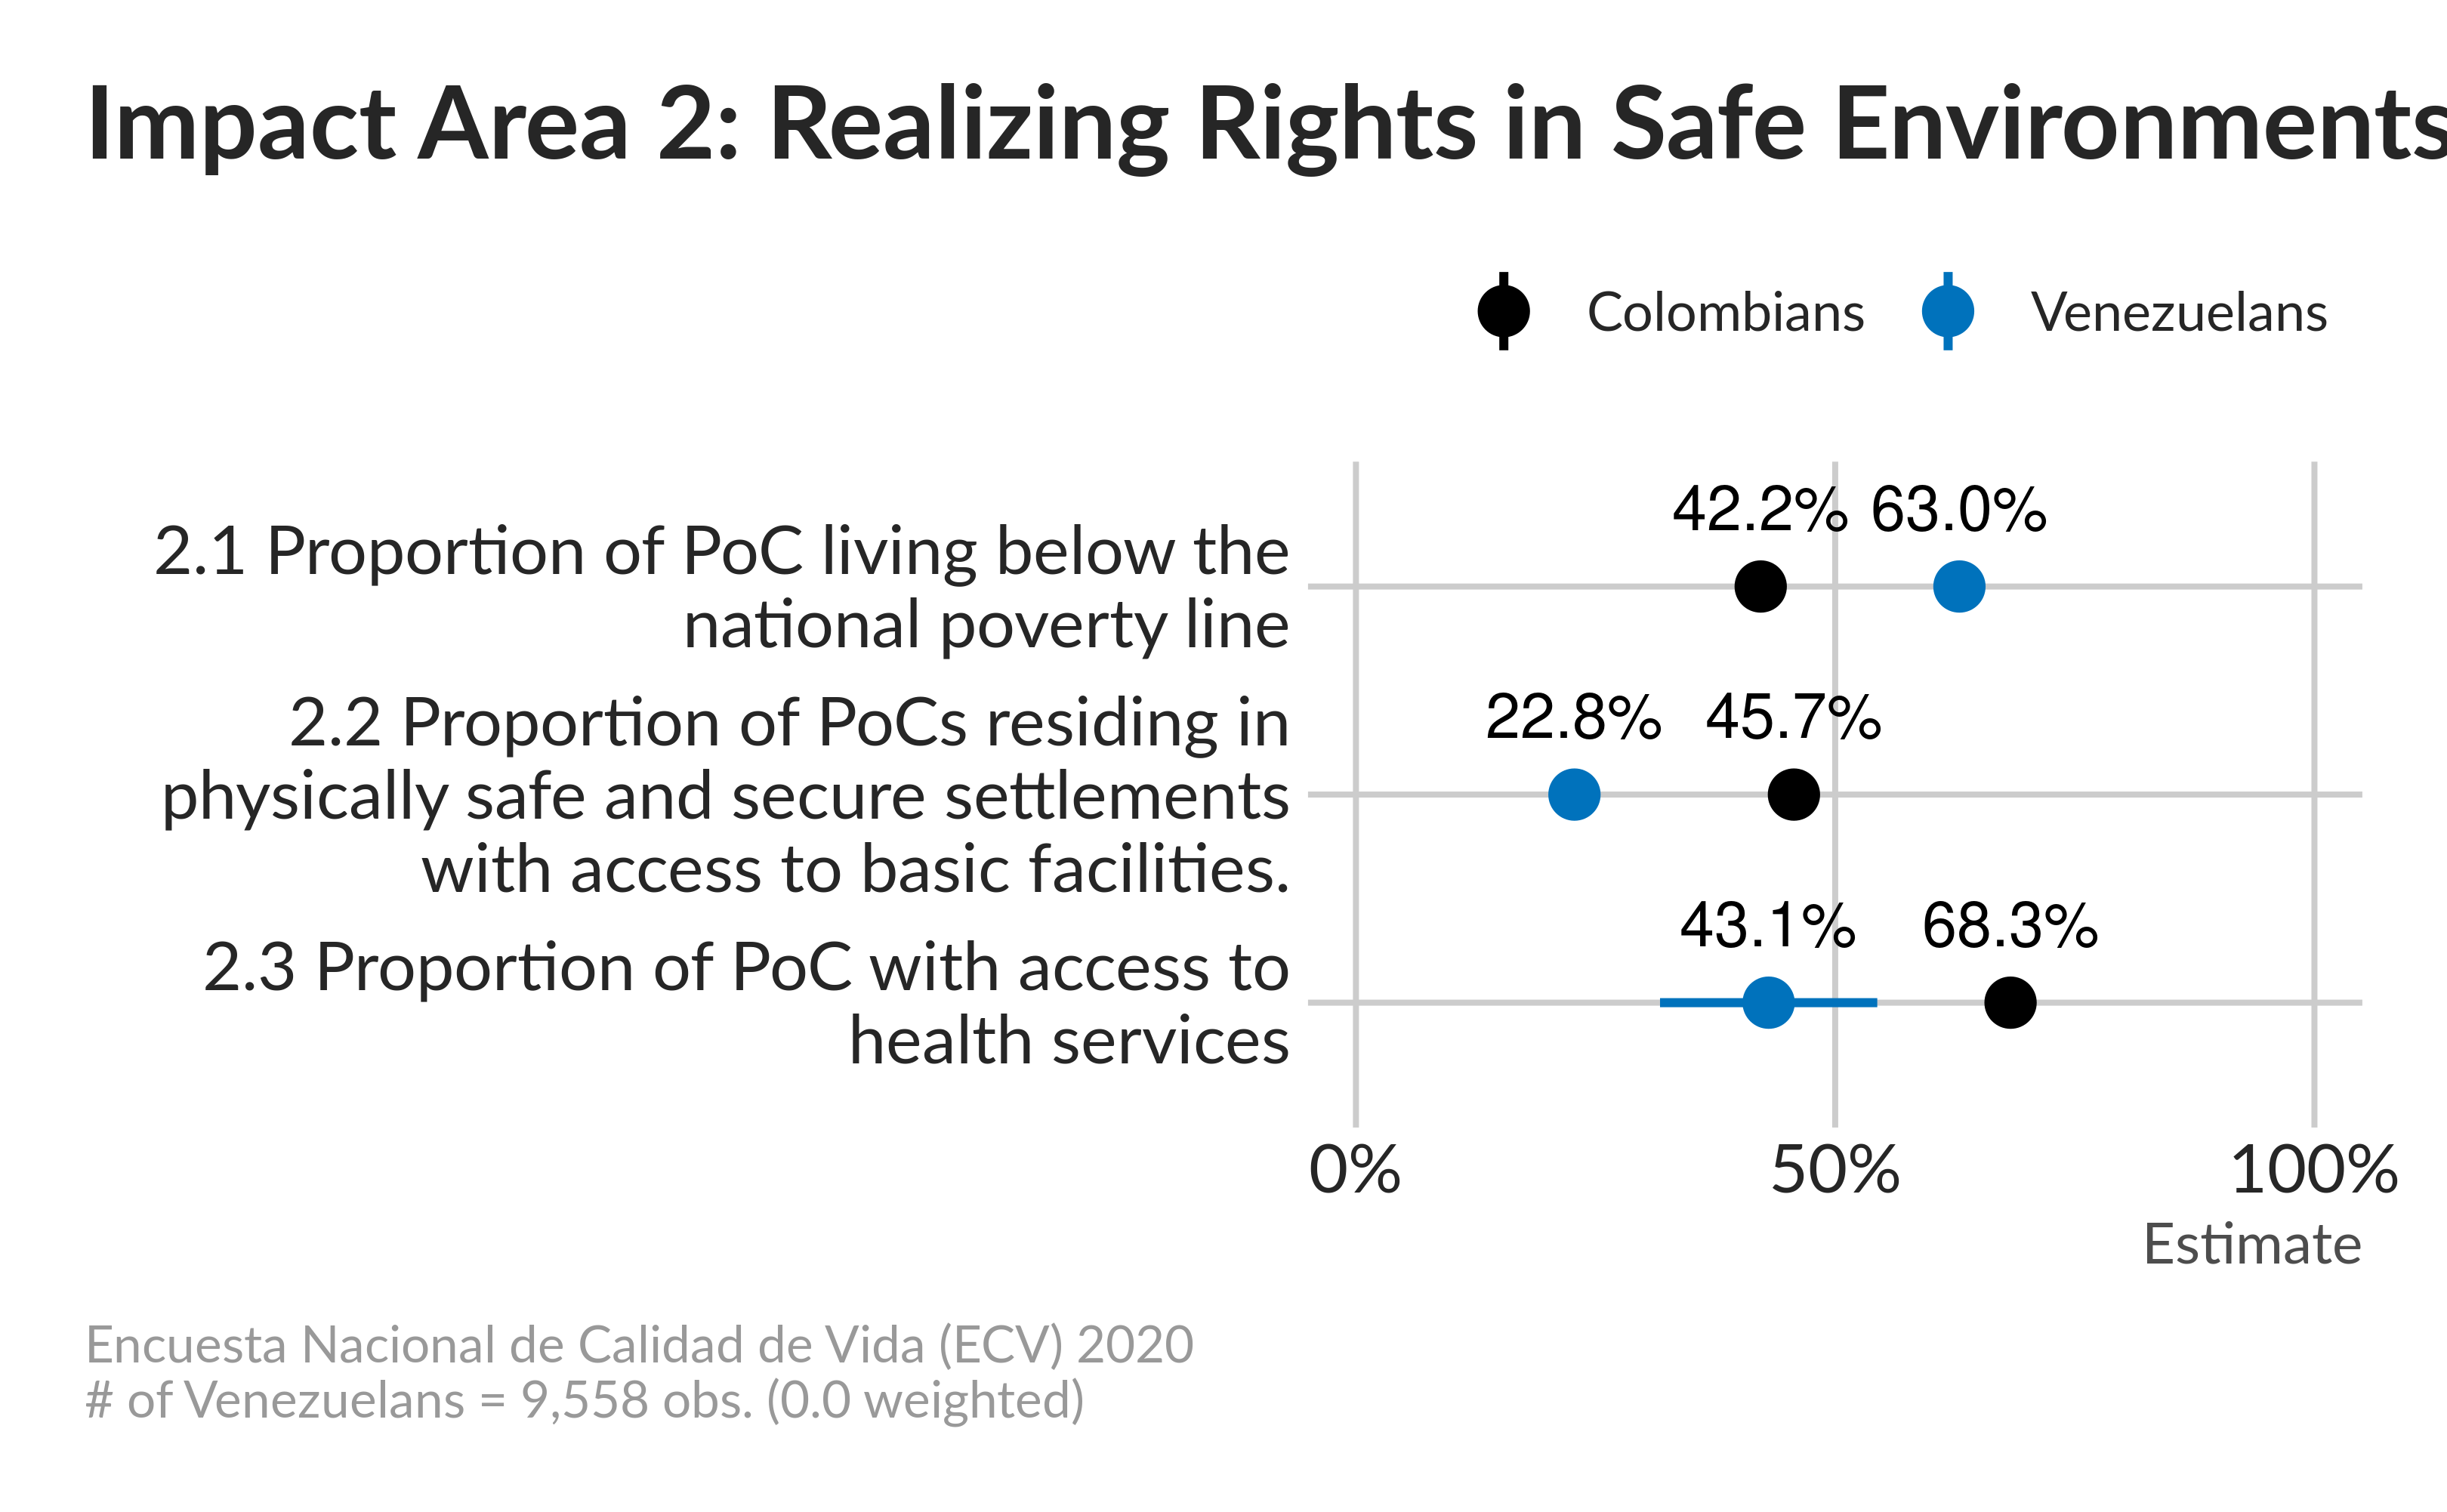 Impact Area 2: Realizing Rights in Safe Environments
Colombians Venezuelans
42.2% 63.0%
2.1 Proportion of PoC living below the
national poverty line
22.8% 45.7%
2.2 Proportion of PoCs residing in
physically safe and secure settlements
with access to basic facilities.
43.1% 68.3%
2.3 Proportion of PoC with access to
health services
0% 50% 100%
Estimate
Encuesta Nacional de Calidad de Vida (ECV) 2020
# of Venezuelans = 9,558 obs. (0.0 weighted)